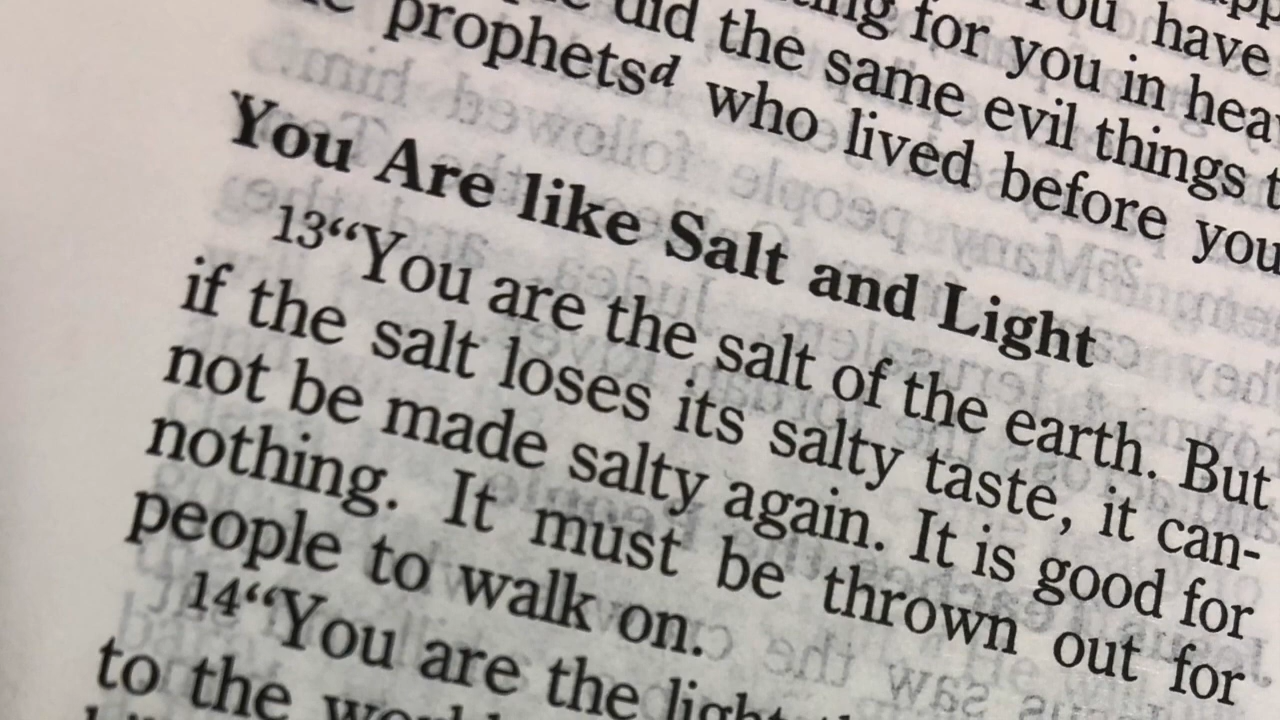 You have
did the same evil things
for you in
prophetsd who lived before you
You Are like Salt and Light
13“You are the salt of the earth. But
if the salt loses its salty taste, it can-
not be made salty again. It is good for
nothing. It must be thrown out for
people to walk on.
14“You are the light
to the